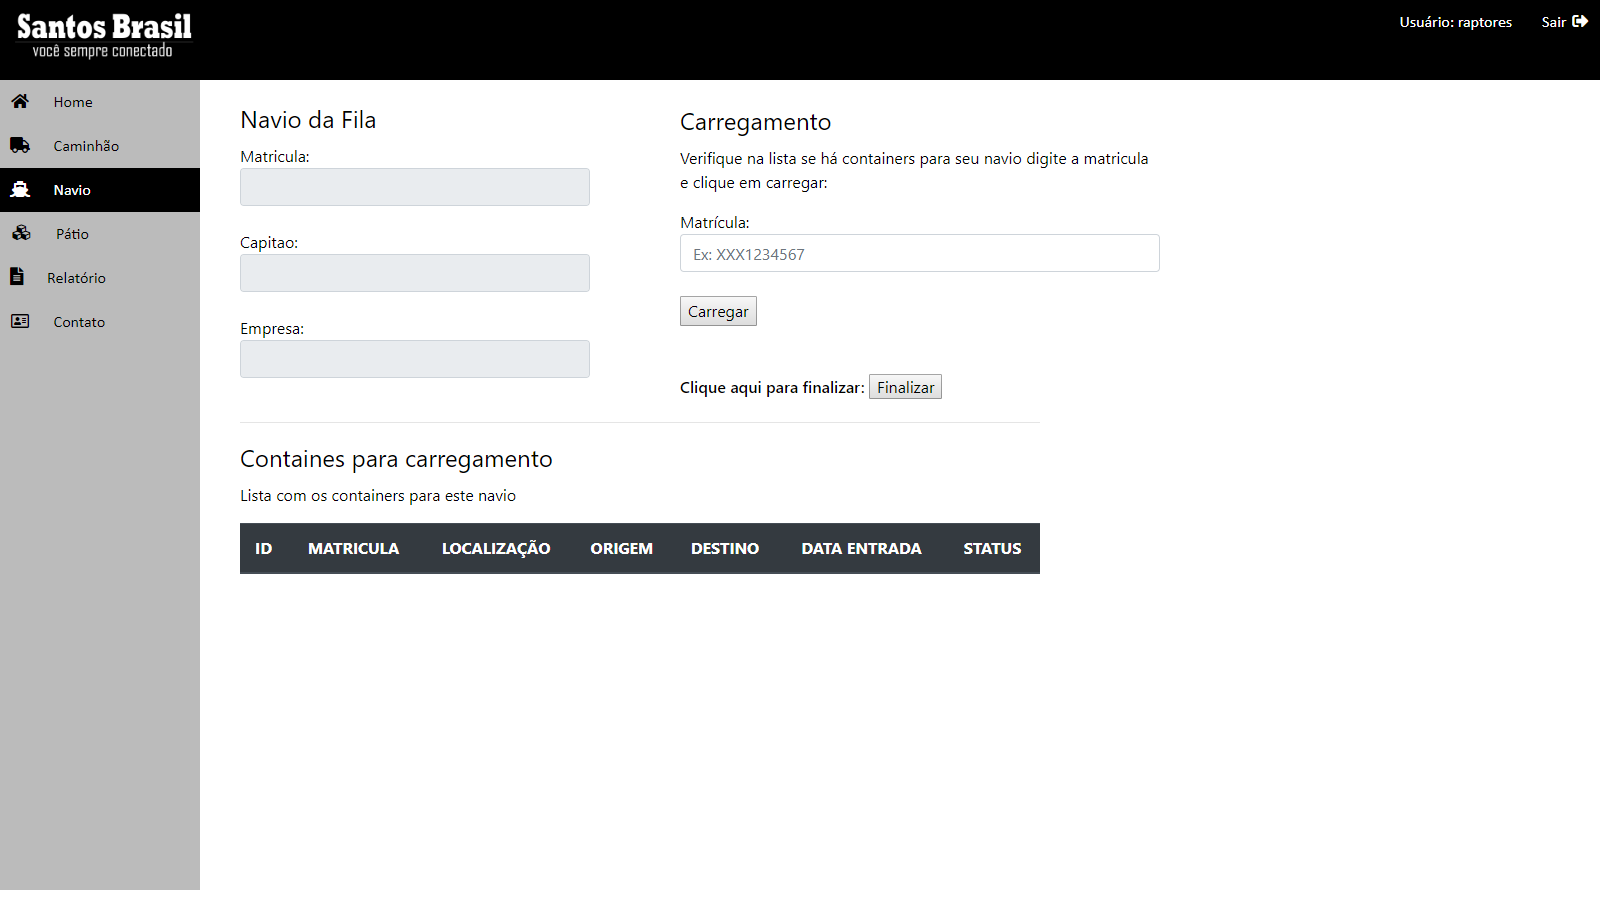 Santos Brasil
você sempre conectado
Usuário: raptores
Sair
Home
Caminhão
Navio
Pátio
Relatório
Contato
Navio da Fila
Matricula:
Capitao:
Empresa:
Carregamento
Verifique na lista se há containers para seu navio digite a matricula
e clique em carregar:
Matrícula:
Ex: XXX1234567
Carregar
Clique aqui para finalizar: Finalizar
Containes para carregamento
Lista com os containers para este navio
ID MATRICULA LOCALIZAÇÃO ORIGEM DESTINO DATA ENTRADA STATUS